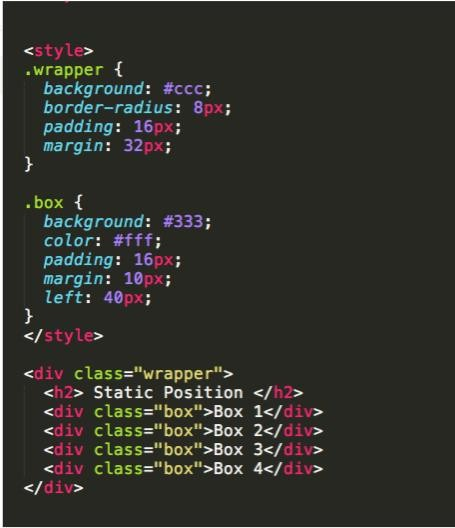 <style>
.wrapper {
  background: #ccc;
  border-radius: 8px;
  padding: 16px;
  margin: 32px;
}

.box {
  background: #333;
  color: #fff;
  padding: 16px;
  margin: 10px;
  left: 40px;
}
</style>

<div class="wrapper">
  <h2> Static Position </h2>
  <div class="box">Box 1</div>
  <div class="box">Box 2</div>
  <div class="box">Box 3</div>
  <div class="box">Box 4</div>
</div>